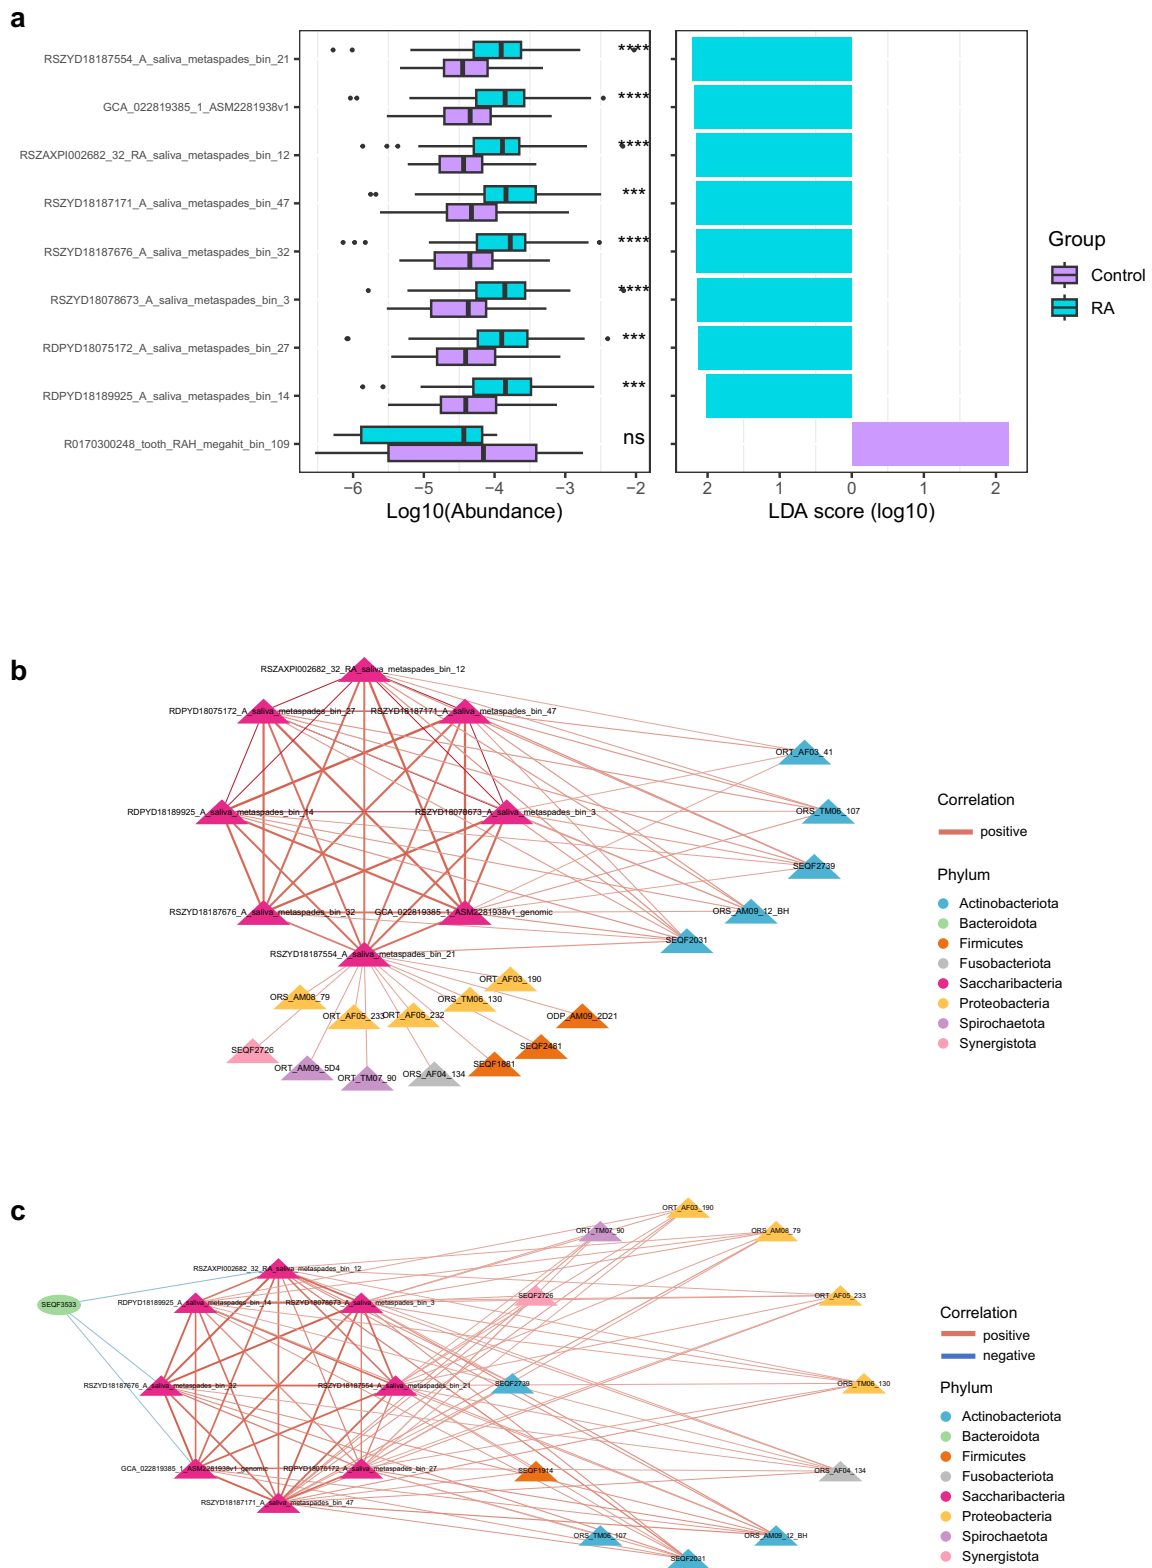 a
RSZYD18187554_A_saliva_metaspades_bin_21
GCA_022819385_1_ASM2281938v1
RSZAXPI002682_32_RA_saliva_metaspades_bin_12
RSZYD18187171_A_saliva_metaspades_bin_47
RSZYD18187676_A_saliva_metaspades_bin_32
RSZYD18078673_A_saliva_metaspades_bin_3
RDPYD18075172_A_saliva_metaspades_bin_27
RDPYD18189925_A_saliva_metaspades_bin_14
R0170300248_tooth_RAH_megahit_bin_109
****
****
****
***
****
****
***
***
ns
−6 −5 −4 −3 −2
Log10(Abundance)
2 1 0 1 2
LDA score (log10)
Group
Control
RA
b
RSZAXPI002682_32_RA_saliva_metaspades_bin_12
RDPYD18075172_A_saliva_metaspades_bin_27
RSZYD18187171_A_saliva_metaspades_bin_47
ORT_AF03_41
RDPYD18189925_A_saliva_metaspades_bin_14
RSZYD18078673_A_saliva_metaspades_bin_3
ORS_TM06_107
SEQF2739
RSZYD18187676_A_saliva_metaspades_bin_32
GCA_022819385_1_ASM2281938v1_genomic
ORS_AM09_12_BH
SEQF2031
RSZYD18187554_A_saliva_metaspades_bin_21
ORT_AF03_190
ORS_AM08_79
ORS_TM06_130
ORT_AF05_233
ORT_AF05_232
ODP_AM09_2D21
SEQF2726
SEQF2481
ORT_AM09_5D4
SEQF1881
ORT_TM07_90
ORS_AF04_134
Correlation
positive
Phylum
Actinobacteriota
Bacteroidota
Firmicutes
Fusobacteriota
Saccharibacteria
Proteobacteria
Spirochaetota
Synergistota
c
ORT_AF03_190
ORT_TM07_90
ORS_AM08_79
RSZAXPI002682_32_RA_saliva_metaspades_bin_12
SEQF3533
RDPYD18189925_A_saliva_metaspades_bin_14
RSZYD18078673_A_saliva_metaspades_bin_3
SEQF2726
ORT_AF05_233
RSZYD18187676_A_saliva_metaspades_bin_32
RSZYD18187554_A_saliva_metaspades_bin_21
SEQF2739
ORS_TM06_130
GCA_022819385_1_ASM2281938v1_genomic
RDPYD18075172_A_saliva_metaspades_bin_27
SEQF1914
ORS_AF04_134
RSZYD18187171_A_saliva_metaspades_bin_47
ORS_TM06_107
ORS_AM09_12_BH
SEQF2031
Correlation
positive
negative
Phylum
Actinobacteriota
Bacteroidota
Firmicutes
Fusobacteriota
Saccharibacteria
Proteobacteria
Spirochaetota
Synergistota